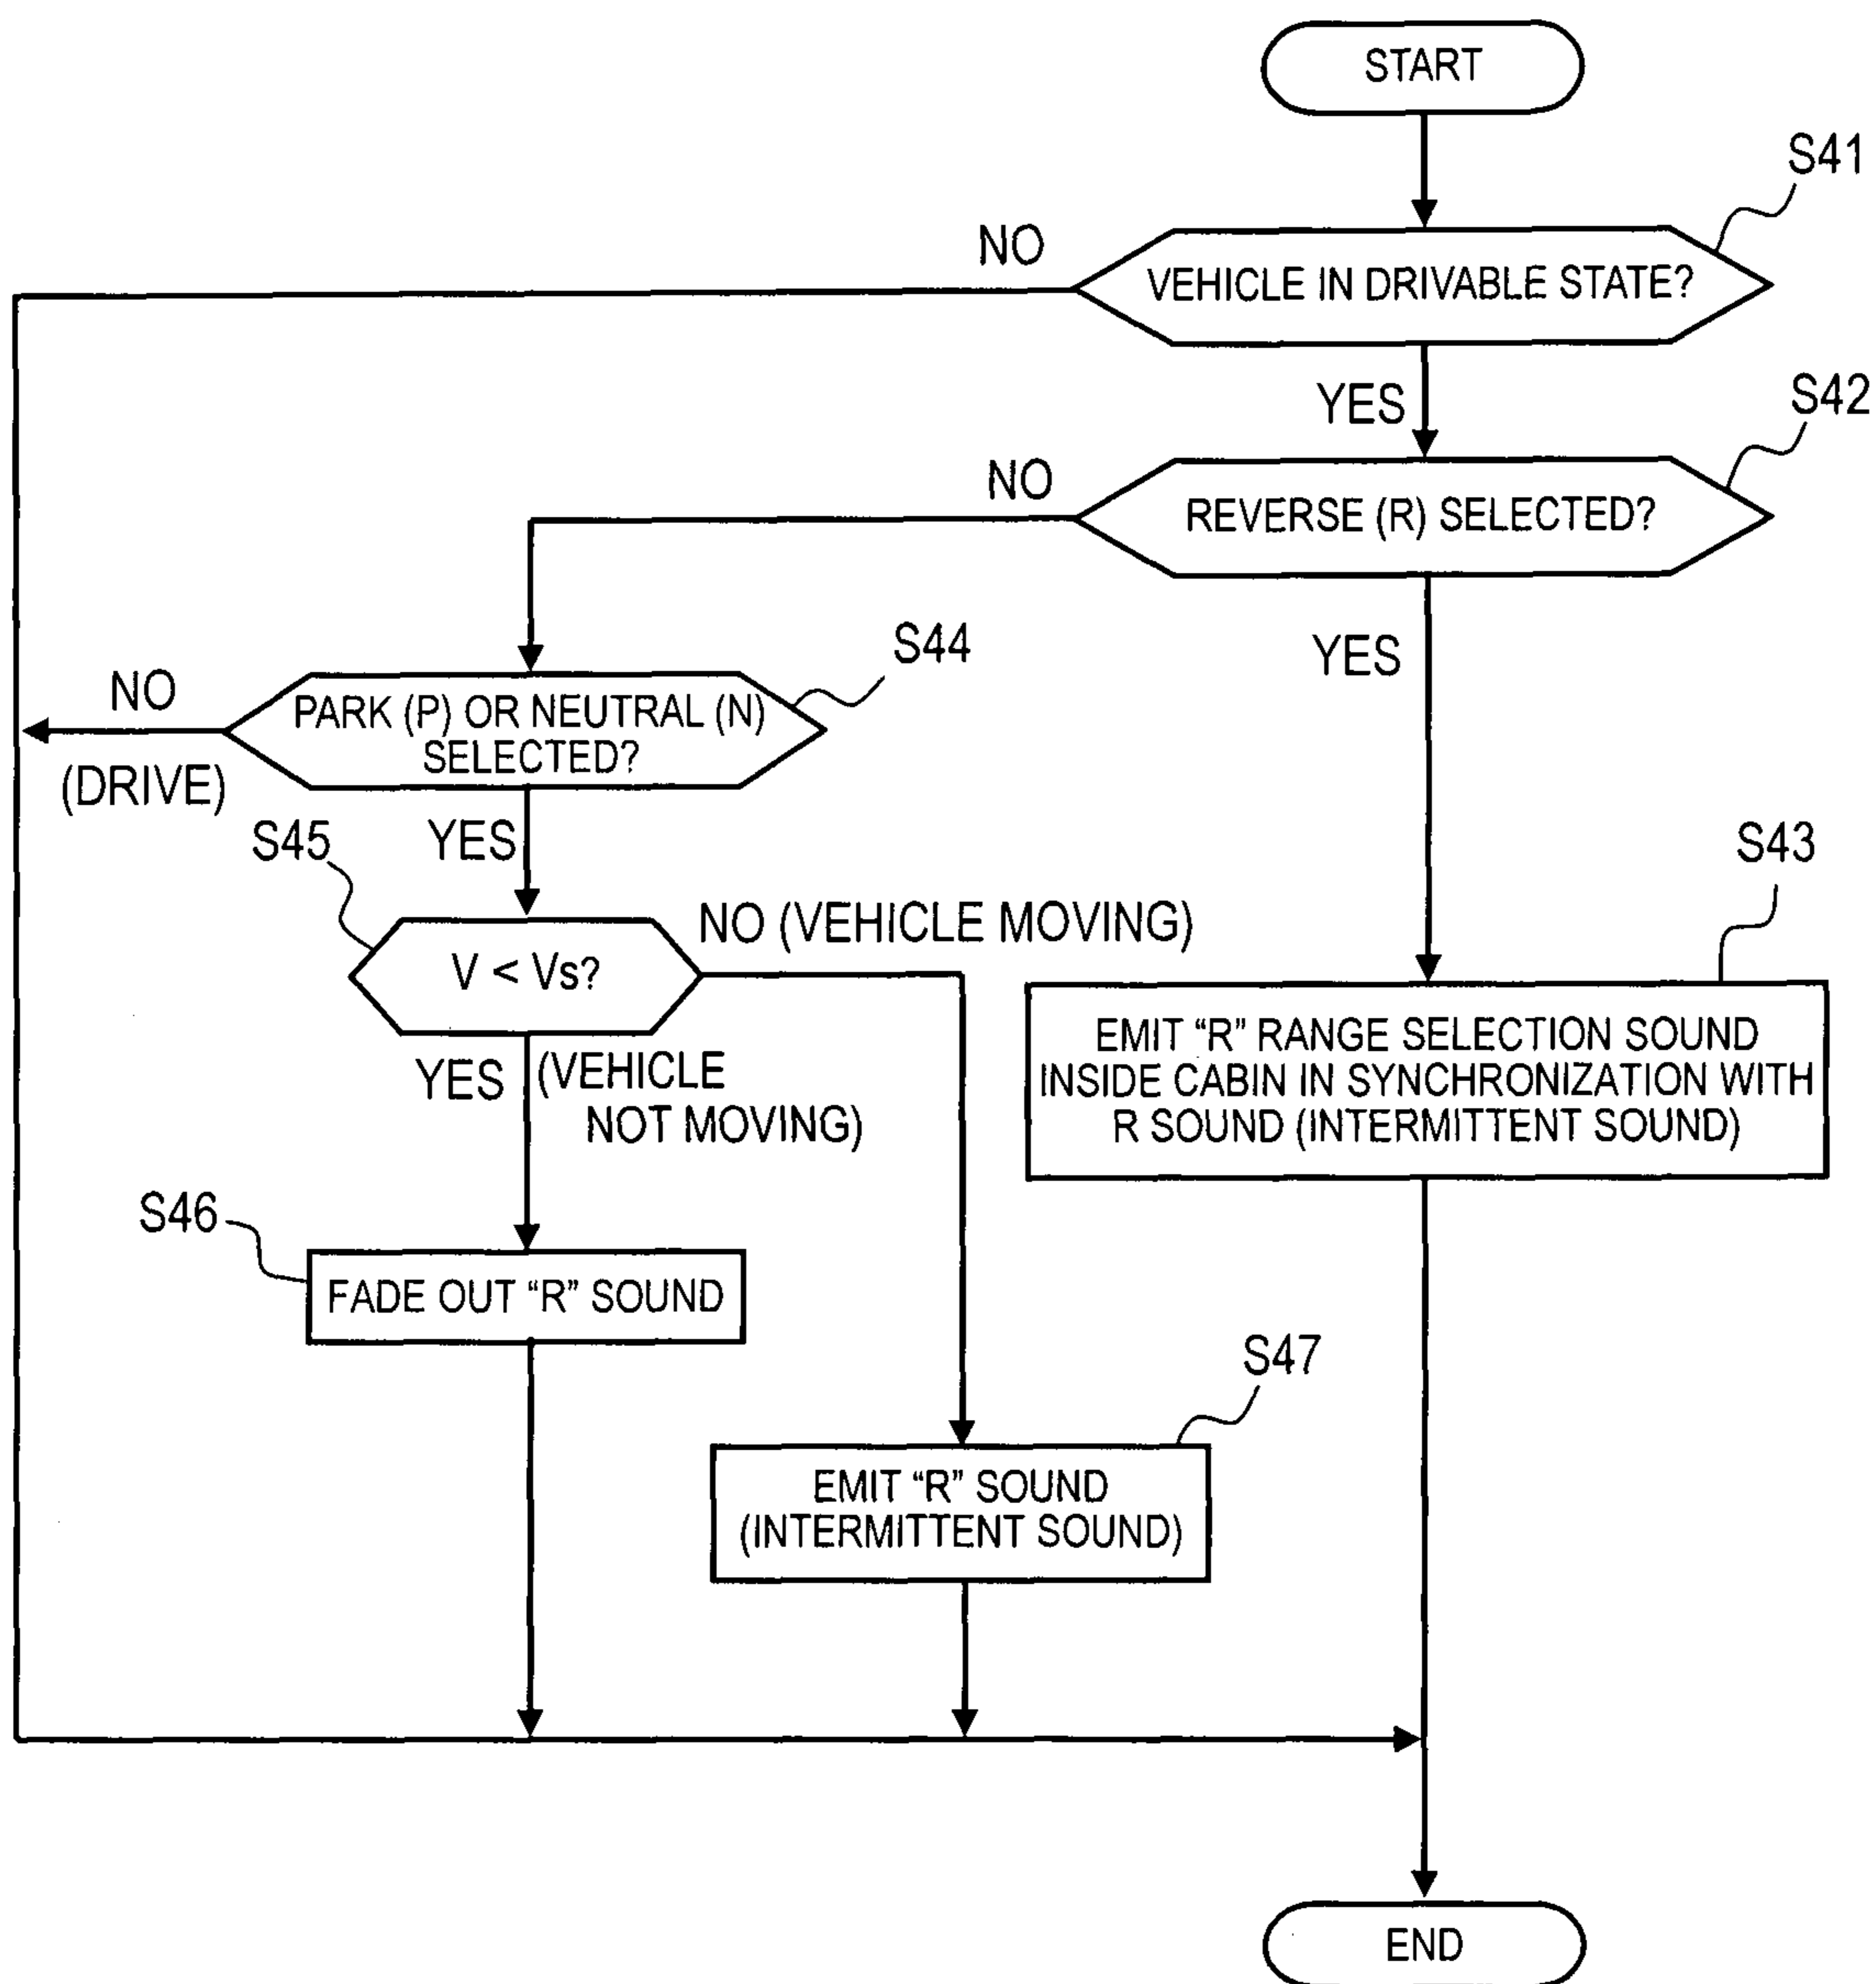 START
S41
NO
VEHICLE IN DRIVABLE STATE?
YES
S42
NO
REVERSE (R) SELECTED?
YES
S44
NO
PARK (P) OR NEUTRAL (N)
SELECTED?
(DRIVE)
S45
YES
S43
NO (VEHICLE MOVING)
V < Vs?
EMIT “R” RANGE SELECTION SOUND
INSIDE CABIN IN SYNCHRONIZATION WITH
R SOUND (INTERMITTENT SOUND)
YES
(VEHICLE
NOT MOVING)
S46
FADE OUT “R” SOUND
S47
EMIT “R” SOUND
(INTERMITTENT SOUND)
END